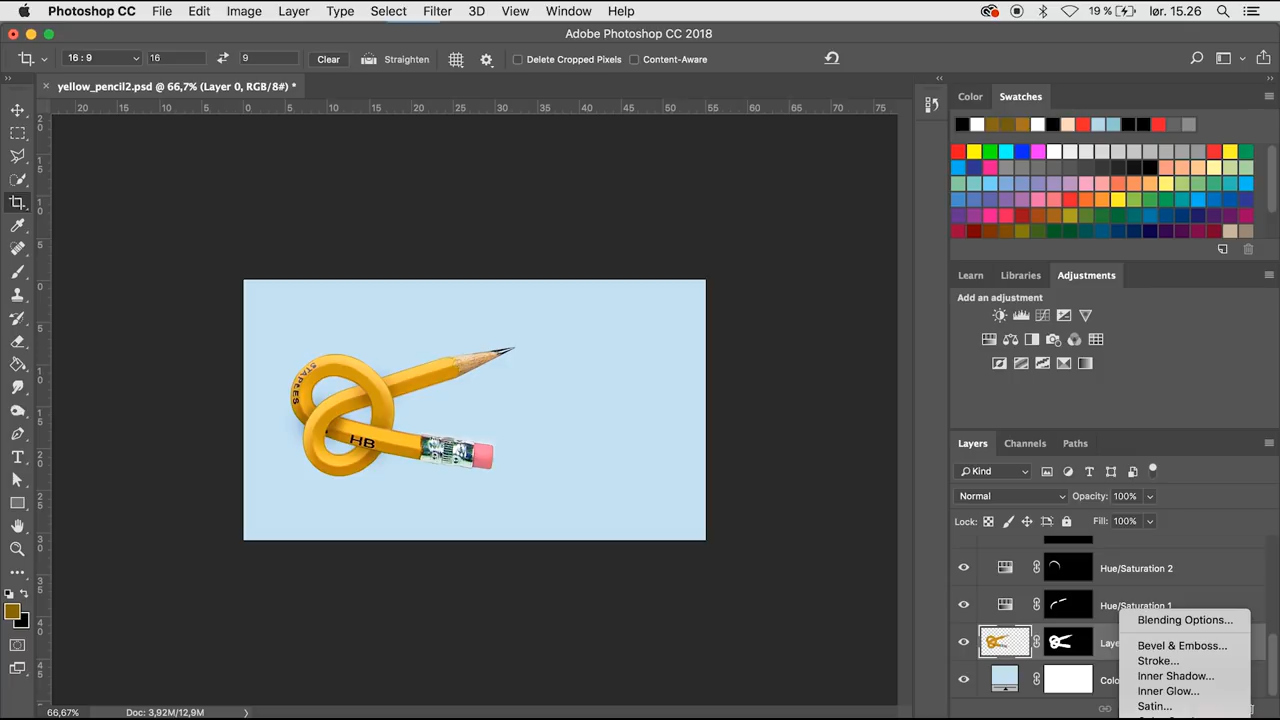 Photoshop CC File Edit Image Layer Type Select Filter 3D View Window Help 19 % lør. 15.26
Adobe Photoshop CC 2018
16 : 9 16 9 Clear Straighten Delete Cropped Pixels Content-Aware
yellow_pencil2.psd @ 66,7% (Layer 0, RGB/8#) *
20 15 10 5 0 5 10 15 20 25 30 35 40 45 50 55 60 65 70 75
Color Swatches
Learn Libraries Adjustments
Add an adjustment
STAPLES
HB
Layers Channels Paths
Kind
Normal Opacity: 100%
Lock: Fill: 100%
Hue/Saturation 2
Hue/Saturation 1
Blending Options...
Laye
Bevel & Emboss...
Stroke...
Inner Shadow...
Colo
Inner Glow...
Satin...
66,67% Doc: 3,92M/12,9M